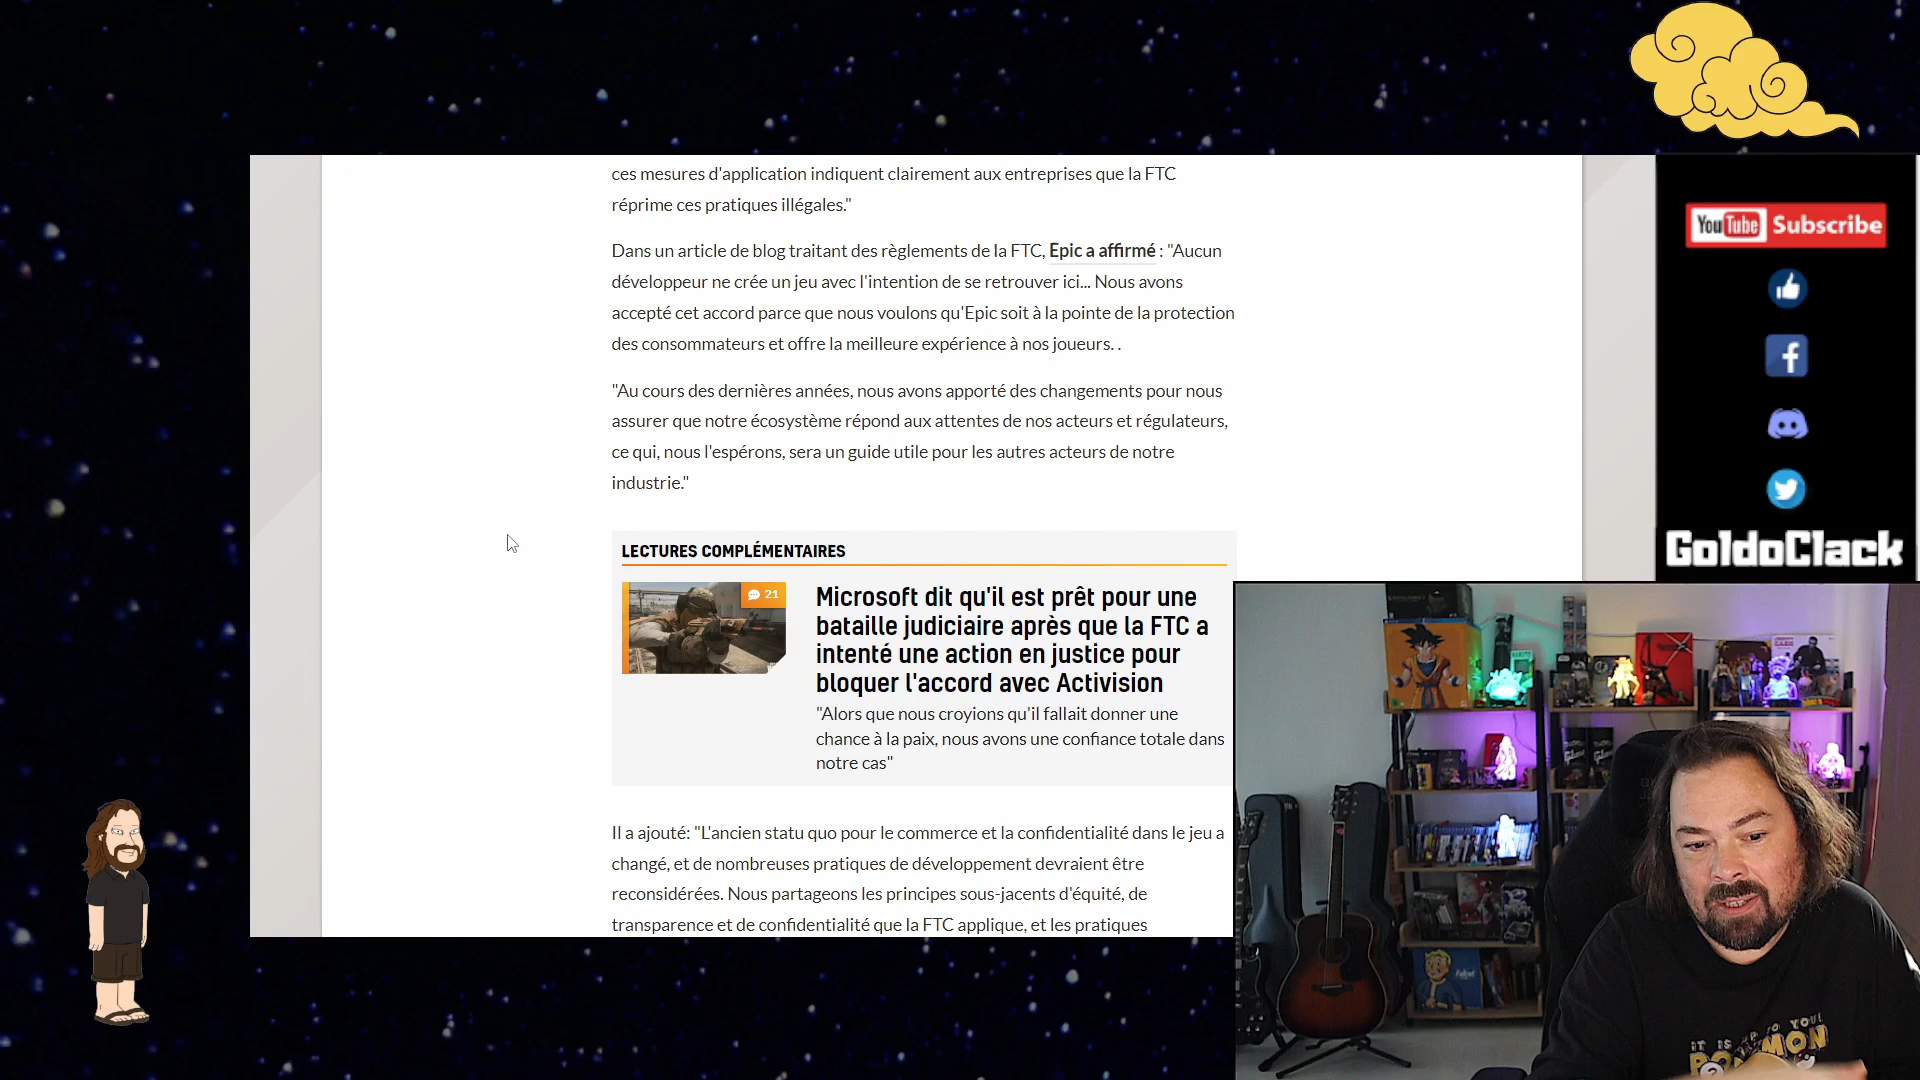 ces mesures d'application indiquent clairement aux entreprises que la FTC
réprime ces pratiques illégales."
Dans un article de blog traitant des règlements de la FTC, Epic a affirmé : "Aucun
développeur ne crée un jeu avec l'intention de se retrouver ici... Nous avons
accepté cet accord parce que nous voulons qu'Epic soit à la pointe de la protection
des consommateurs et offre la meilleure expérience à nos joueurs. .
"Au cours des dernières années, nous avons apporté des changements pour nous
assurer que notre écosystème répond aux attentes de nos acteurs et régulateurs,
ce qui, nous l'espérons, sera un guide utile pour les autres acteurs de notre
industrie."
LECTURES COMPLÉMENTAIRES
21
Microsoft dit qu'il est prêt pour une
bataille judiciaire après que la FTC a
intenté une action en justice pour
bloquer l'accord avec Activision
"Alors que nous croyions qu'il fallait donner une
chance à la paix, nous avons une confiance totale dans
notre cas"
Il a ajouté: "L'ancien statu quo pour le commerce et la confidentialité dans le jeu a
changé, et de nombreuses pratiques de développement devraient être
reconsidérées. Nous partageons les principes sous-jacents d'équité, de
transparence et de confidentialité que la FTC applique, et les pratiques
YouTube Subscribe
GoldoClack